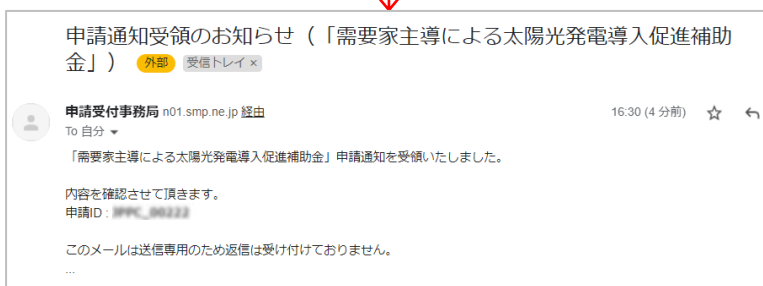 申請通知受領のお知らせ（「需要家主導による太陽光発電導入促進補助
金」） 外部 受信トレイ ×
申請受付事務局 n01.smp.ne.jp 経由 16:30 (4 分前)
To 自分
「需要家主導による太陽光発電導入促進補助金」申請通知を受領いたしました。
内容を確認させて頂きます。
申請ID :
このメールは送信専用のため返信は受け付けておりません。
...